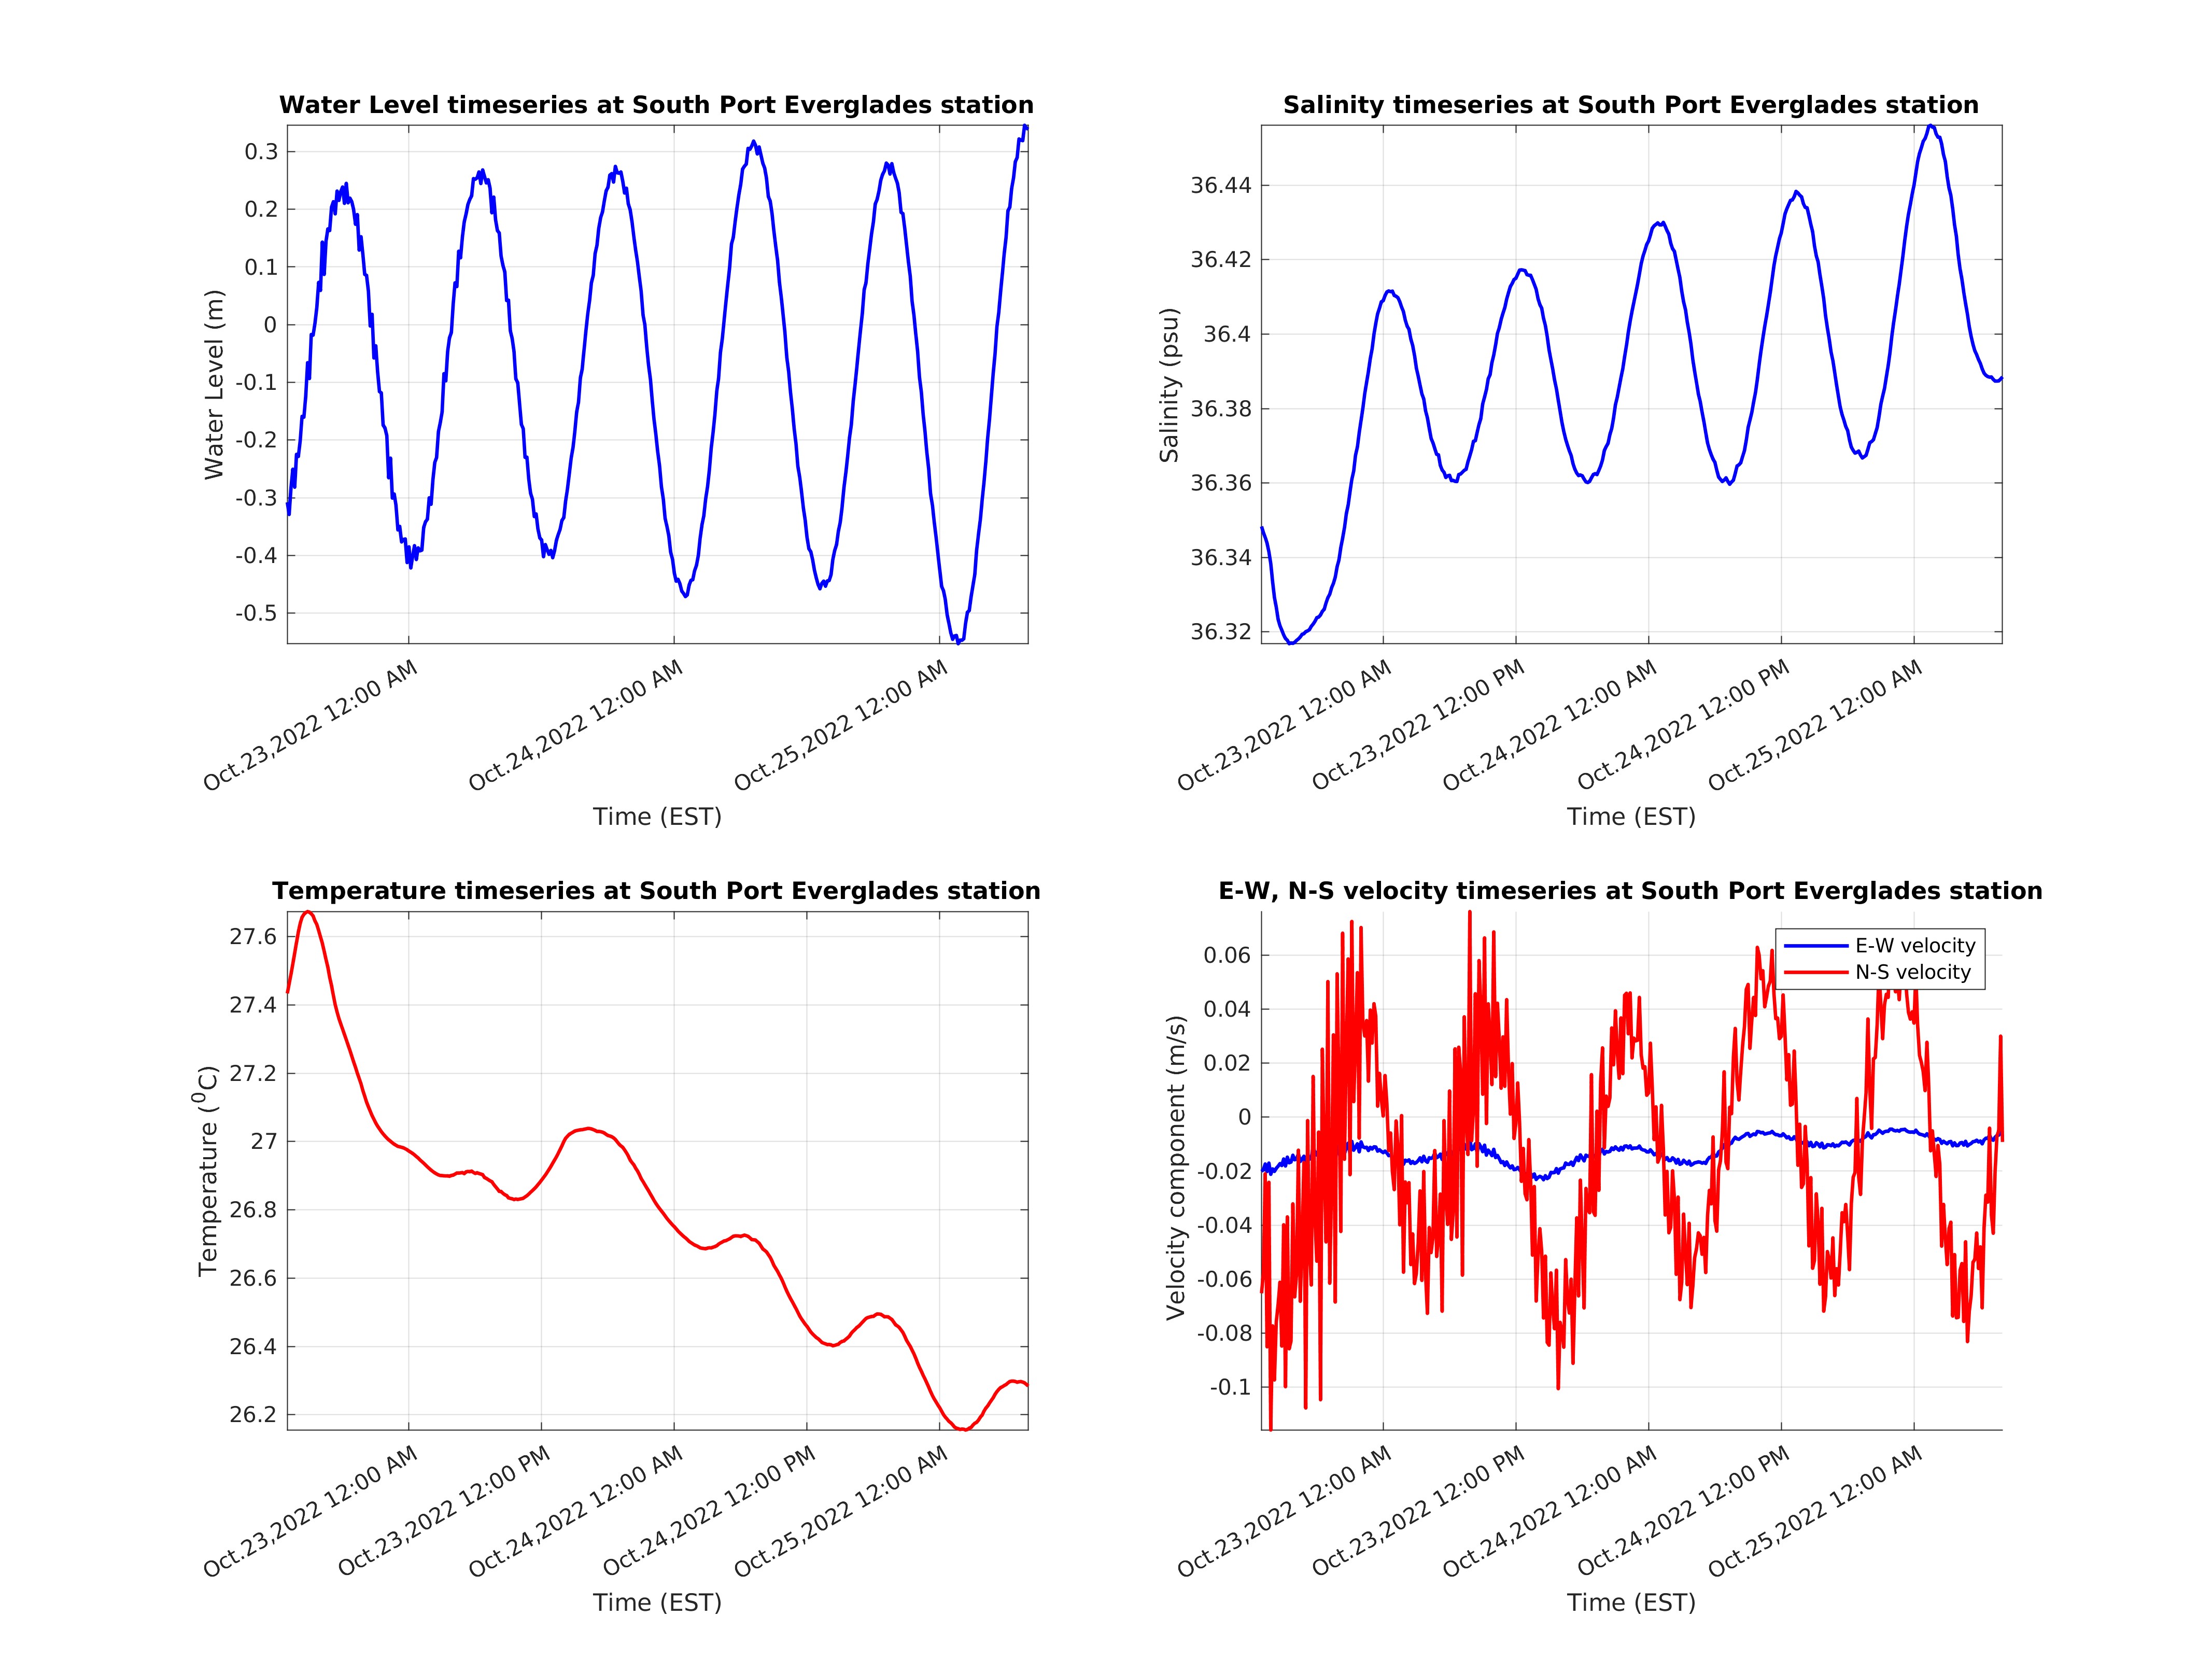 Water Level timeseries at South Port Everglades station
Water Level (m)
0.3
0.2
0.1
0
-0.1
-0.2
-0.3
-0.4
-0.5
Oct.23,2022 12:00 AM
Oct.24,2022 12:00 AM
Oct.25,2022 12:00 AM
Time (EST)
Salinity timeseries at South Port Everglades station
Salinity (psu)
36.44
36.42
36.4
36.38
36.36
36.34
36.32
Oct.23,2022 12:00 AM
Oct.23,2022 12:00 PM
Oct.24,2022 12:00 AM
Oct.24,2022 12:00 PM
Oct.25,2022 12:00 AM
Time (EST)
Temperature timeseries at South Port Everglades station
Temperature (⁰C)
27.6
27.4
27.2
27
26.8
26.6
26.4
26.2
Oct.23,2022 12:00 AM
Oct.23,2022 12:00 PM
Oct.24,2022 12:00 AM
Oct.24,2022 12:00 PM
Oct.25,2022 12:00 AM
Time (EST)
E-W, N-S velocity timeseries at South Port Everglades station
Velocity component (m/s)
0.06
0.04
0.02
0
-0.02
-0.04
-0.06
-0.08
-0.1
E-W velocity
N-S velocity
Oct.23,2022 12:00 AM
Oct.23,2022 12:00 PM
Oct.24,2022 12:00 AM
Oct.24,2022 12:00 PM
Oct.25,2022 12:00 AM
Time (EST)